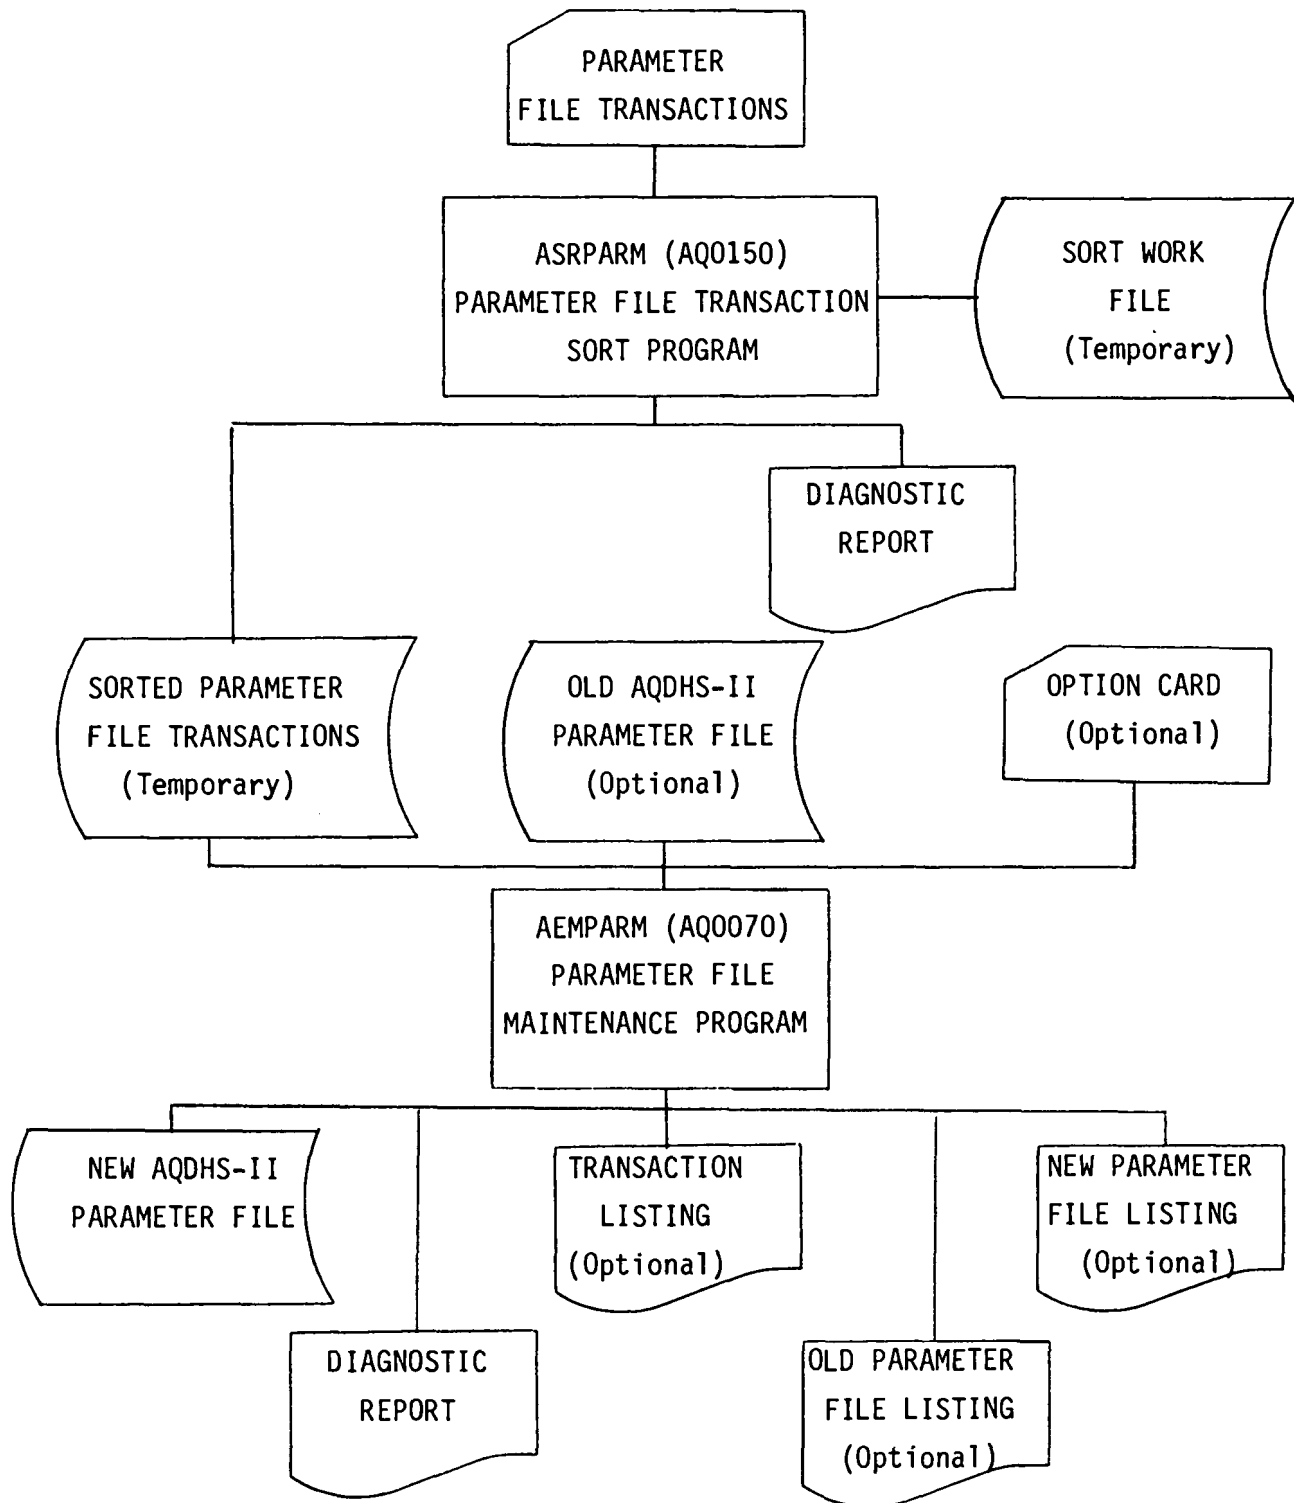 PARAMETER
FILE TRANSACTIONS
ASRPARM (AQ0150)
PARAMETER FILE TRANSACTION
SORT PROGRAM
SORT WORK
FILE
(Temporary)
DIAGNOSTIC
REPORT
SORTED PARAMETER
FILE TRANSACTIONS
(Temporary)
OLD AQDHS-II
PARAMETER FILE
(Optional)
OPTION CARD
(Optional)
AEMPARM (AQ0070)
PARAMETER FILE
MAINTENANCE PROGRAM
NEW AQDHS-II
PARAMETER FILE
TRANSACTION
LISTING
(Optional)
NEW PARAMETER
FILE LISTING
(Optional)
DIAGNOSTIC
REPORT
OLD PARAMETER
FILE LISTING
(Optional)